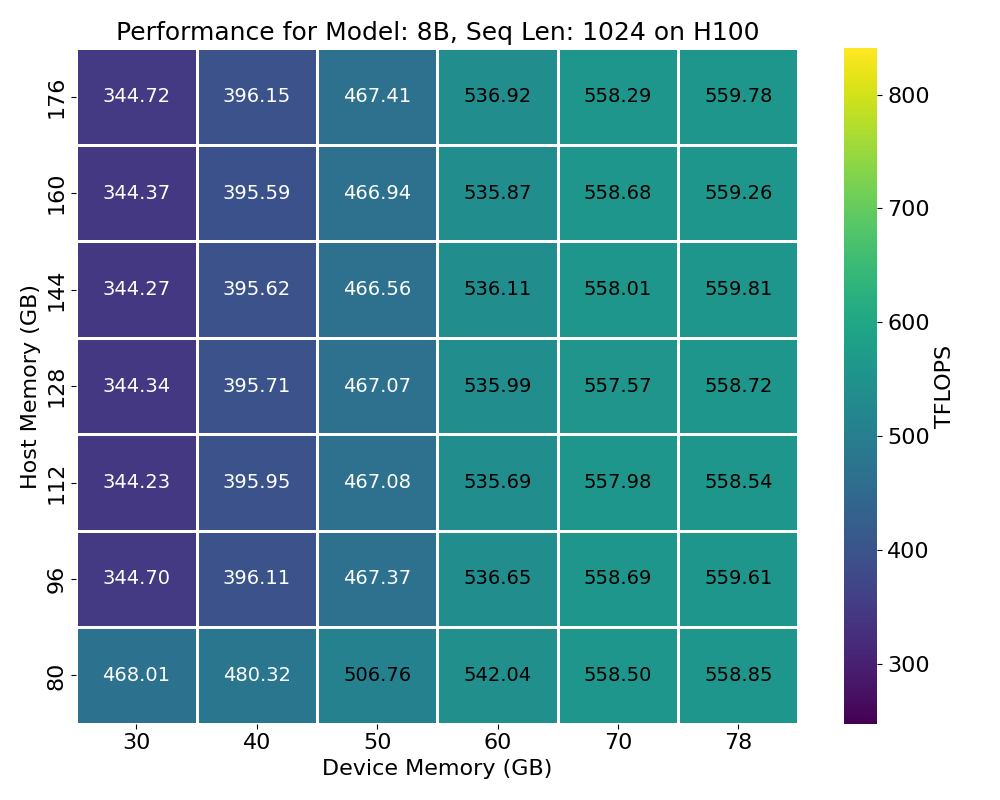 Performance for Model: 8B, Seq Len: 1024 on H100
Host Memory (GB)
176 344.72 396.15 467.41 536.92 558.29 559.78
160 344.37 395.59 466.94 535.87 558.68 559.26
144 344.27 395.62 466.56 536.11 558.01 559.81
128 344.34 395.71 467.07 535.99 557.57 558.72
112 344.23 395.95 467.08 535.69 557.98 558.54
96 344.70 396.11 467.37 536.65 558.69 559.61
80 468.01 480.32 506.76 542.04 558.50 558.85
30 40 50 60 70 78
Device Memory (GB)
800
700
600
500
400
300
TFLOPS